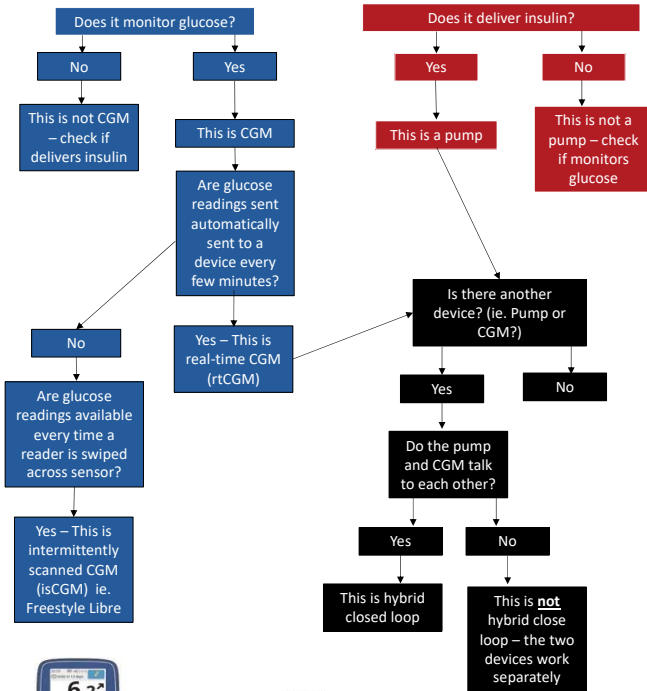 Does it monitor glucose?
No
Yes
This is not CGM
– check if
delivers insulin
This is CGM
Are glucose
readings sent
automatically
sent to a
device every
few minutes?
No
Yes – This is
real-time CGM
(rtCGM)
Are glucose
readings available
every time a
reader is swiped
across sensor?
Yes – This is
intermittently
scanned CGM
(isCGM) ie.
Freestyle Libre
Does it deliver insulin?
Yes
No
This is a pump
This is not a
pump – check
if monitors
glucose
Is there another
device? (ie. Pump or
CGM?)
Yes
No
Do the pump
and CGM talk
to each other?
Yes
No
This is hybrid
closed loop
This is not
hybrid close
loop – the two
devices work
separately